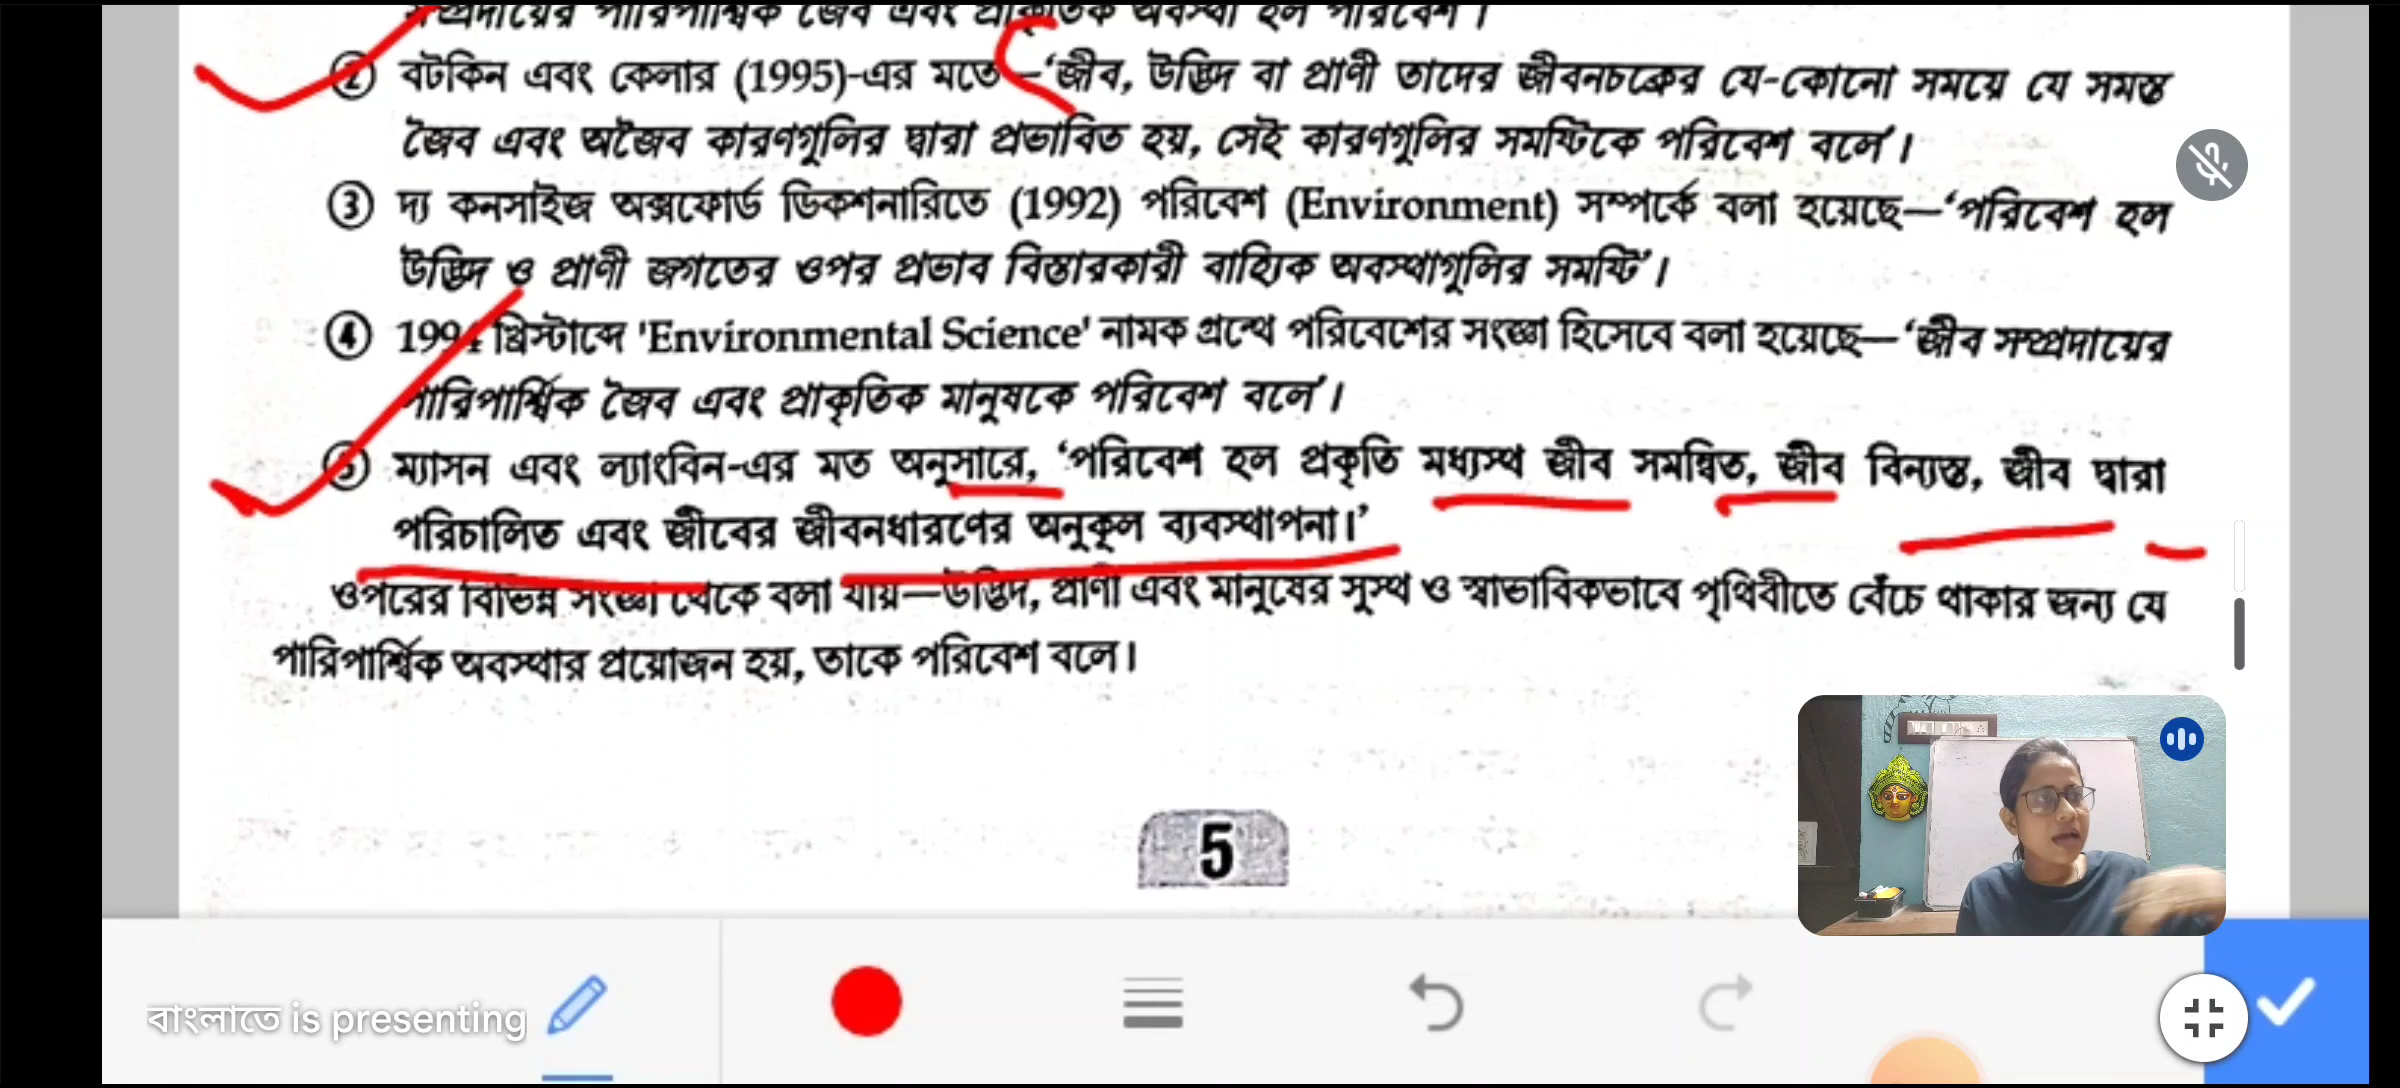 সম্প্রদায়ের পারিপার্শ্বিক জৈব এবং প্রাকৃতিক অবস্থা হল পরিবেশ।
② বটকিন এবং কেলার (1995)-এর মতে—‘জীব, উদ্ভিদ বা প্রাণী তাদের জীবনচক্রের যে-কোনো সময়ে যে সমস্ত
জৈব এবং অজৈব কারণগুলির দ্বারা প্রভাবিত হয়, সেই কারণগুলির সমষ্টিকে পরিবেশ বলে’।
③ দ্য কনসাইজ অক্সফোর্ড ডিকশনারিতে (1992) পরিবেশ (Environment) সম্পর্কে বলা হয়েছে—‘পরিবেশ হল
উদ্ভিদ ও প্রাণী জগতের ওপর প্রভাব বিস্তারকারী বাহ্যিক অবস্থাগুলির সমষ্টি’।
④ 1994 খ্রিস্টাব্দে 'Environmental Science' নামক গ্রন্থে পরিবেশের সংজ্ঞা হিসেবে বলা হয়েছে—‘জীব সম্প্রদায়ের
পারিপার্শ্বিক জৈব এবং প্রাকৃতিক মানুষকে পরিবেশ বলে’।
⑤ ম্যাসন এবং ল্যাংবিন-এর মত অনুসারে, ‘পরিবেশ হল প্রকৃতি মধ্যস্থ জীব সমন্বিত, জীব বিন্যস্ত, জীব দ্বারা
পরিচালিত এবং জীবের জীবনধারণের অনুকূল ব্যবস্থাপনা।’
ওপরের বিভিন্ন সংজ্ঞা থেকে বলা যায়—উদ্ভিদ, প্রাণী এবং মানুষের সুস্থ ও স্বাভাবিকভাবে পৃথিবীতে বেঁচে থাকার জন্য যে
পারিপার্শ্বিক অবস্থার প্রয়োজন হয়, তাকে পরিবেশ বলে।
5
বাংলাতে is presenting